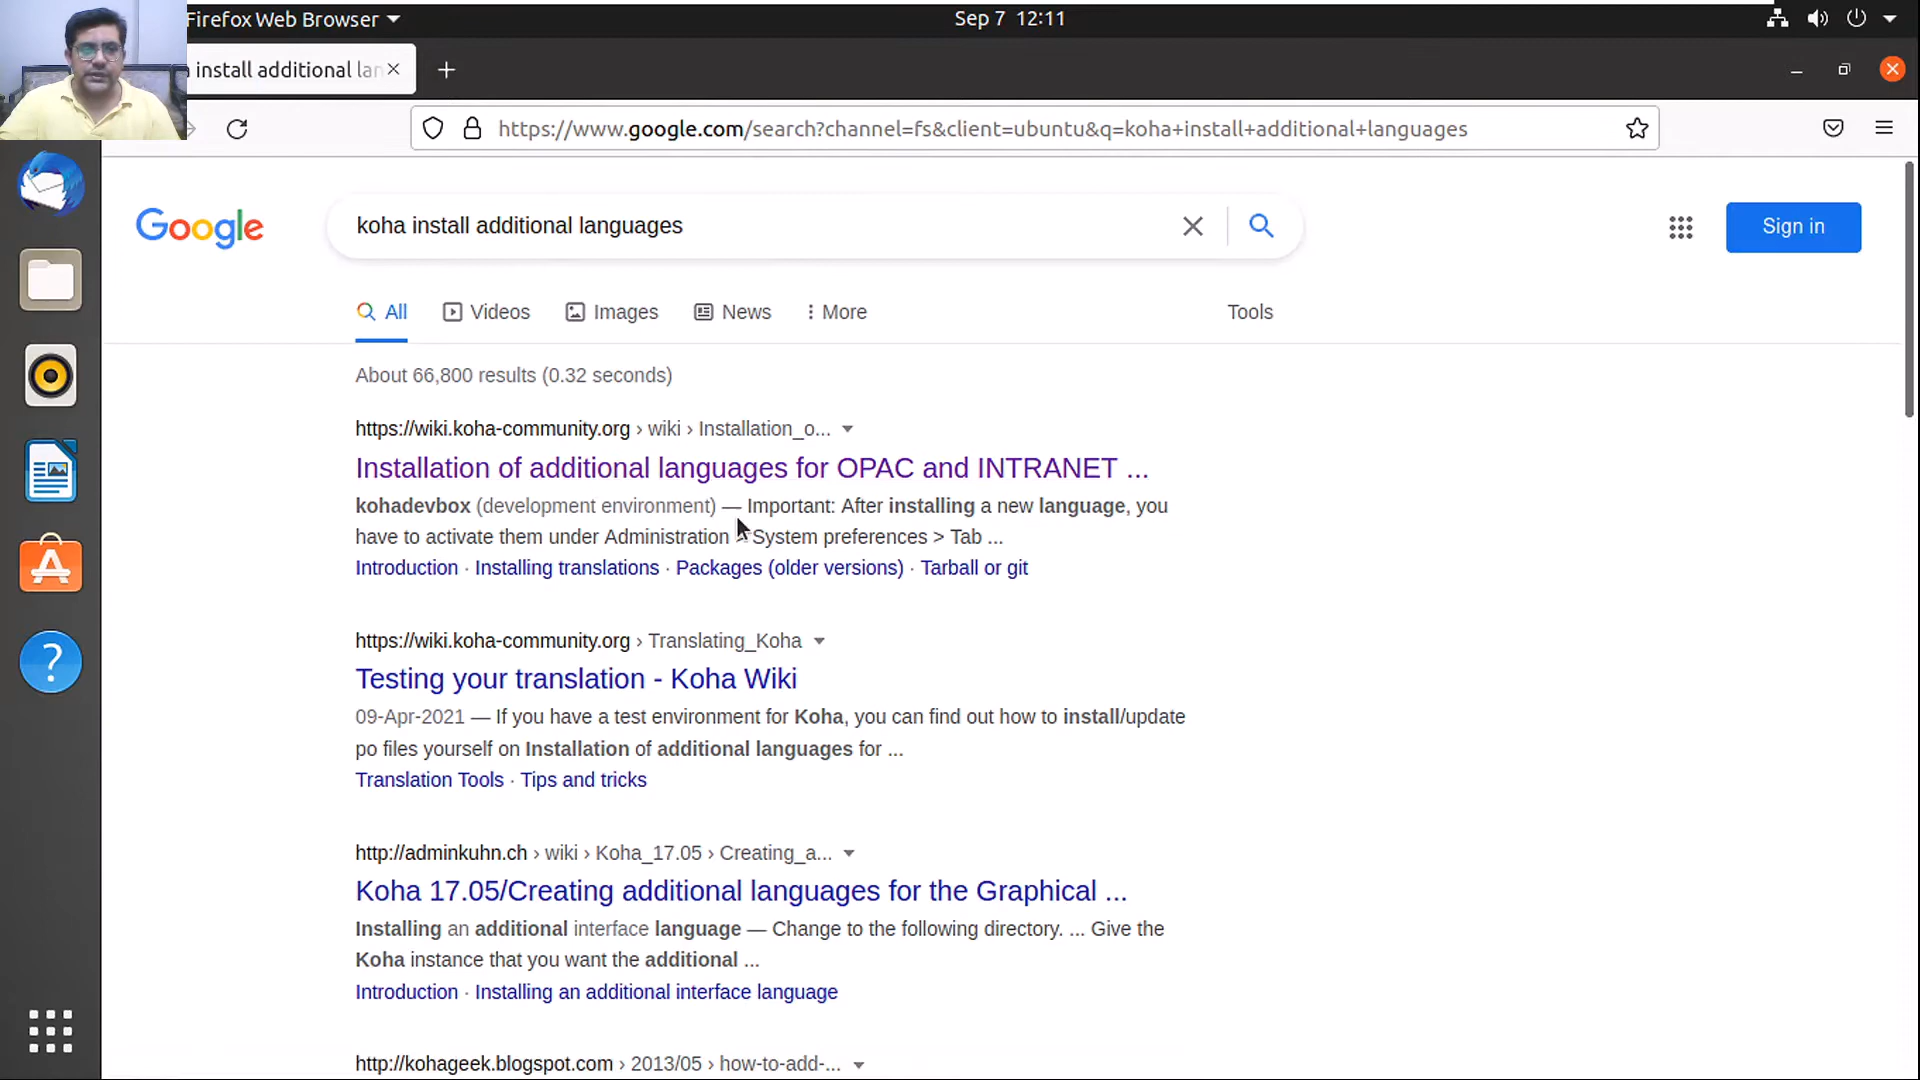 Firefox Web Browser
Sep 7 12:11
install additional lan
https://www.google.com/search?channel=fs&client=ubuntu&q=koha+install+additional+languages
Google
koha install additional languages
Sign in
All
Videos
Images
News
More
Tools
About 66,800 results (0.32 seconds)
https://wiki.koha-community.org › wiki › Installation_o...
Installation of additional languages for OPAC and INTRANET ...
kohadevbox (development environment) — Important: After installing a new language, you
have to activate them under Administration > System preferences > Tab ...
Introduction · Installing translations · Packages (older versions) · Tarball or git
https://wiki.koha-community.org › Translating_Koha
Testing your translation - Koha Wiki
09-Apr-2021 — If you have a test environment for Koha, you can find out how to install/update
po files yourself on Installation of additional languages for ...
Translation Tools · Tips and tricks
http://adminkuhn.ch › wiki › Koha_17.05 › Creating_a...
Koha 17.05/Creating additional languages for the Graphical ...
Installing an additional interface language — Change to the following directory. ... Give the
Koha instance that you want the additional ...
Introduction · Installing an additional interface language
http://kohageek.blogspot.com › 2013/05 › how-to-add-...